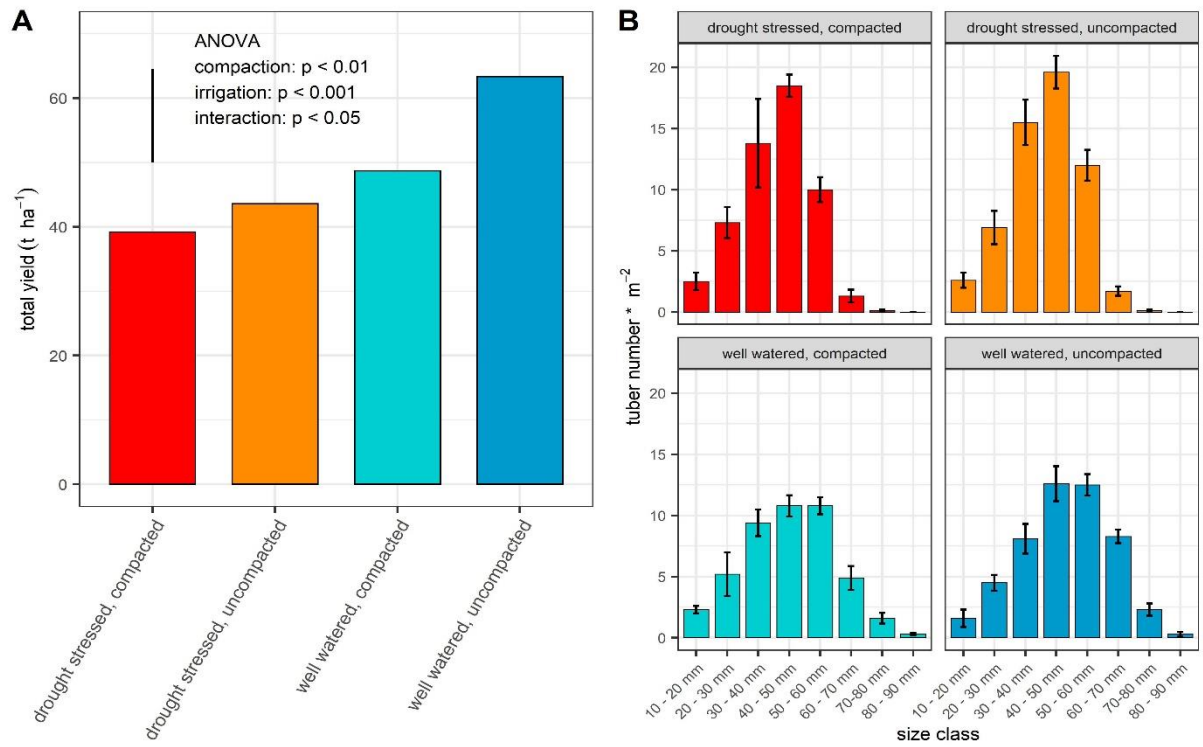 A
ANOVA
compaction: p < 0.01
irrigation: p < 0.001
interaction: p < 0.05
total yield (t ha⁻¹)
60
40
20
0
drought stressed, compacted
drought stressed, uncompacted
well watered, compacted
well watered, uncompacted
B
drought stressed, compacted
drought stressed, uncompacted
20
15
10
5
0
well watered, compacted
well watered, uncompacted
20
15
10
5
0
tuber number * m⁻²
10 - 20 mm
20 - 30 mm
30 - 40 mm
40 - 50 mm
50 - 60 mm
60 - 70 mm
70-80 mm
80 - 90 mm
10 - 20 mm
20 - 30 mm
30 - 40 mm
40 - 50 mm
50 - 60 mm
60 - 70 mm
70-80 mm
80 - 90 mm
size class